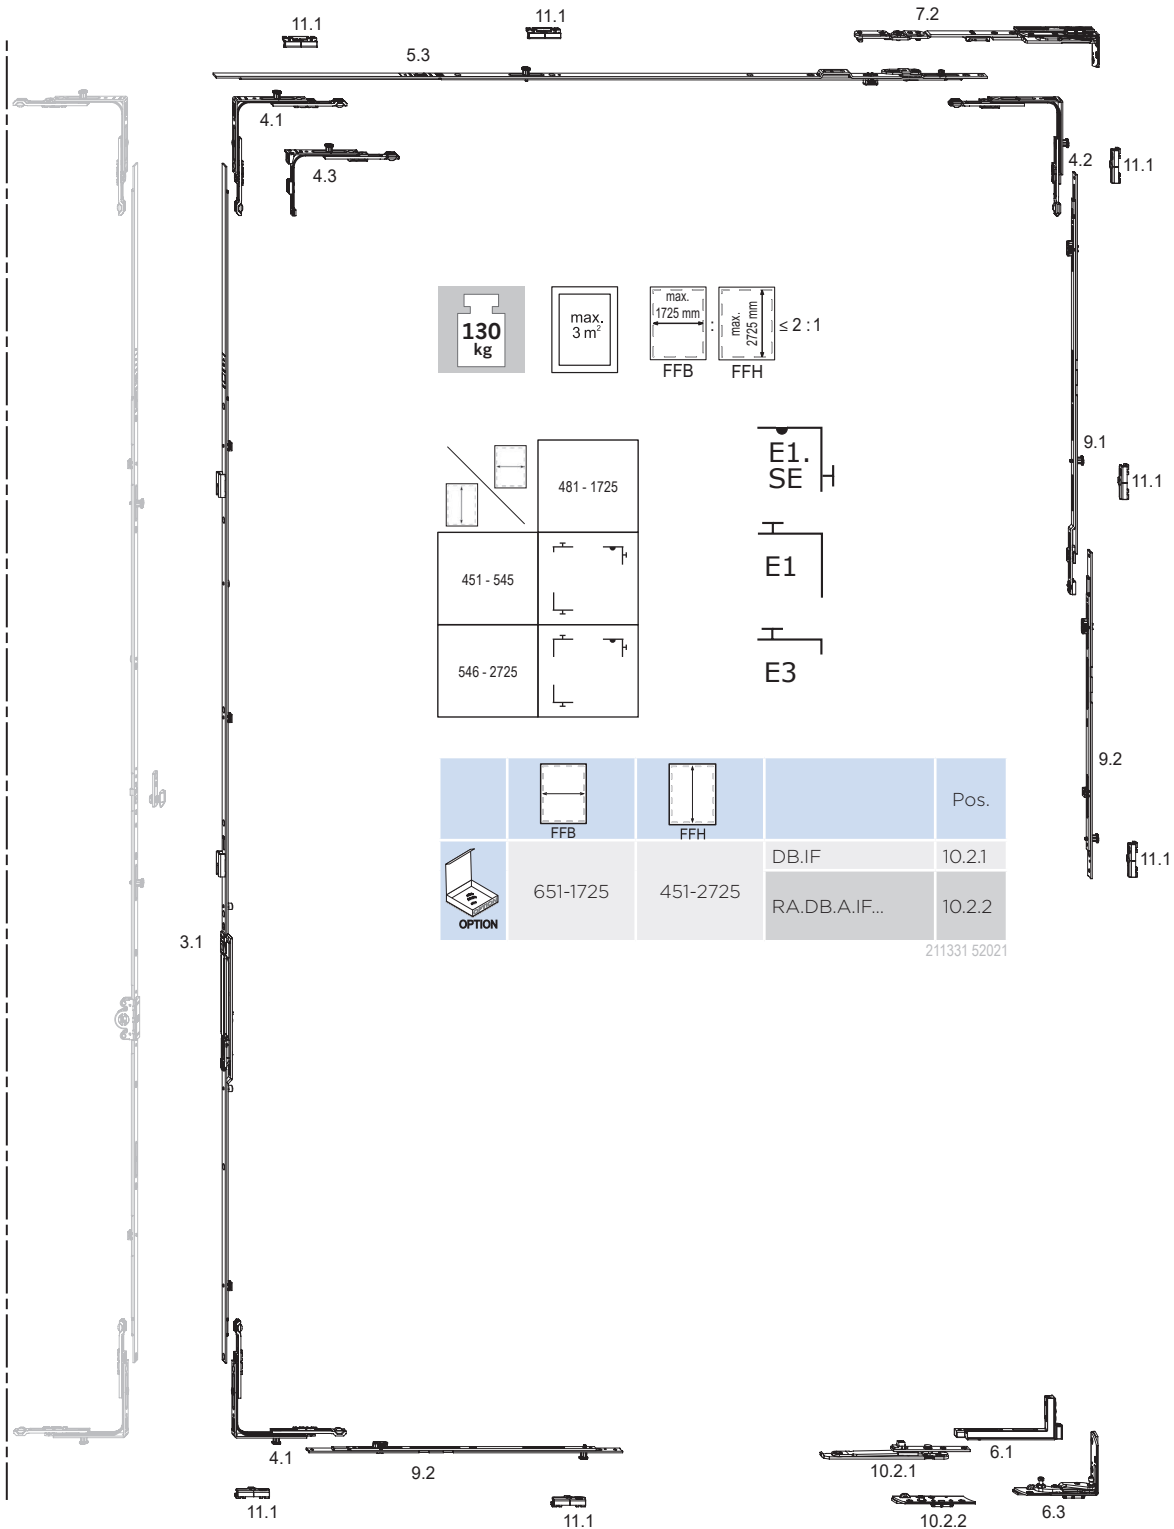 11.1
11.1
7.2
5.3
4.1
4.3
4.2
11.1
130
kg
max.
3 m²
max.
1725 mm
FFB
:
max.
2725 mm
FFH
≤ 2 : 1
E1.
SE
481 - 1725
451 - 545
546 - 2725
E1
E3
9.1
11.1
9.2
11.1
FFB
FFH
Pos.
OPTION
651-1725
451-2725
DB.IF
10.2.1
RA.DB.A.IF...
10.2.2
211331 52021
3.1
4.1
9.2
10.2.1
6.1
11.1
11.1
10.2.2
6.3